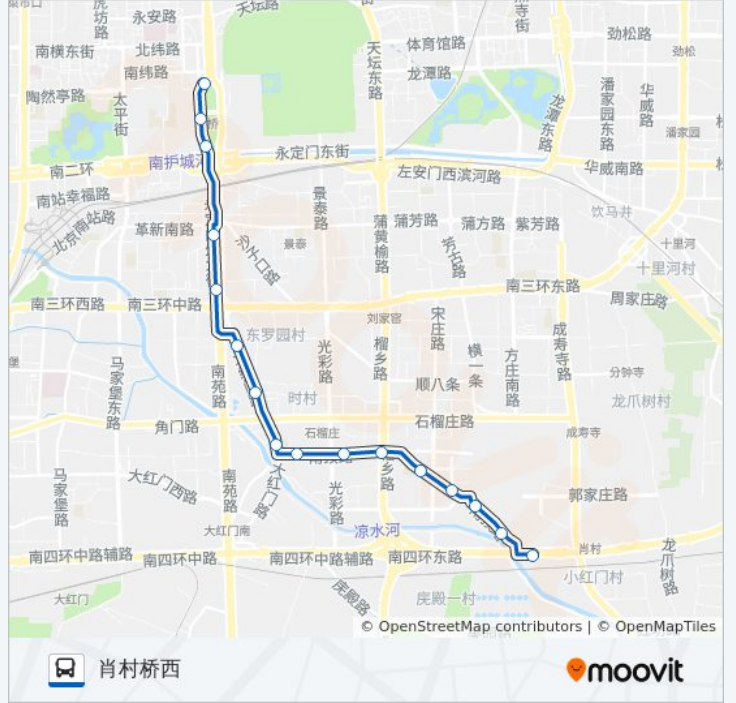 永安路
天坛路
寺街
虎坊路
南横东街
北纬路
体育馆路
劲松路
天坛东路
劲松
南纬路
龙潭路
陶然亭路
太平街
桥
龙潭东路
潘家园东路
华威路
潘家园
南二环
南护城河
永定门东街
左安门西滨河路
华威南路
南站幸福路
景泰路
蒲黄榆路
蒲芳路
蒲方路
紫芳路
饮马井
北京南站路
革新南路
沙子口路
景泰
芳古路
十里河
十里河村
南三环西路
南三环中路
南三环东路
周家庄路
刘家窑
宋庄路
成寿寺路
东罗园村
光彩路
榴乡路
横一条
方庄南路
分钟寺
马家堡东路
南苑路
顺八条
时村
龙爪树村
角门路
石榴庄
石榴庄路
成寿寺
马家堡路
大红门西路
南苑路
大红门路
光彩路
乡路
郭家庄路
大红门南
凉水河
南四环中路辅路
南四环中路
南四环中路辅路
南四环东路
肖村
龙爪树路
小红门村
大红门
庑殿路
庑殿一村
© OpenStreetMap contributors | © OpenMapTiles
肖村桥西
moovit